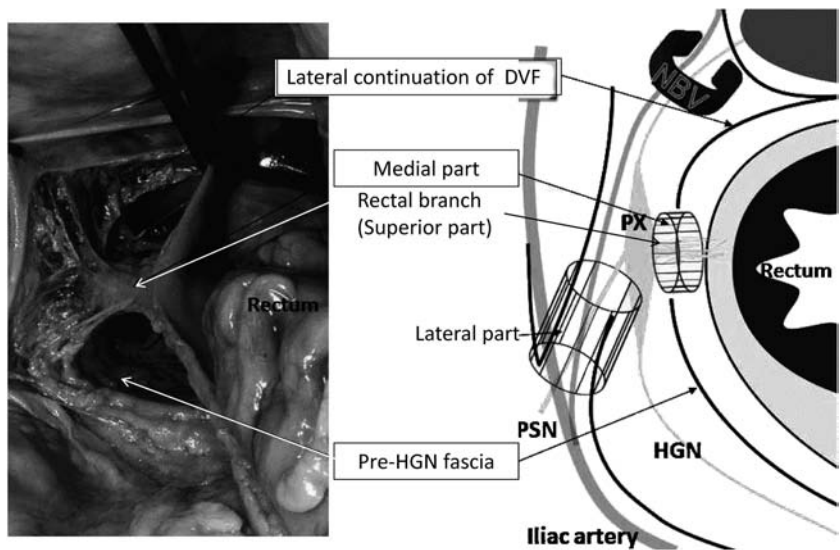 Lateral continuation of DVF
NBV
Medial part
Rectal branch
(Superior part)
PX
Rectum
Rectum
Lateral part
PSN
Pre-HGN fascia
HGN
Iliac artery